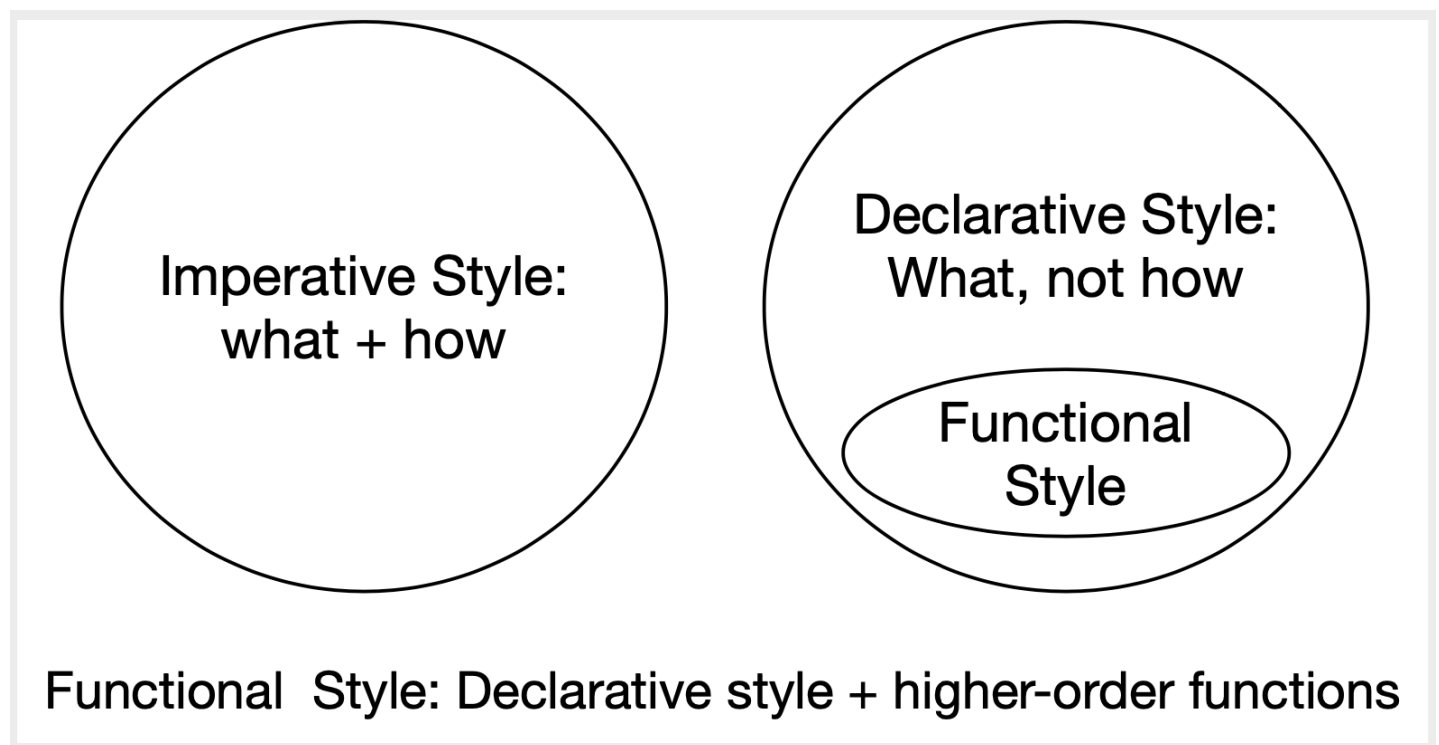 Imperative Style:
what + how
Declarative Style:
What, not how
Functional
Style
Functional  Style: Declarative style + higher-order functions